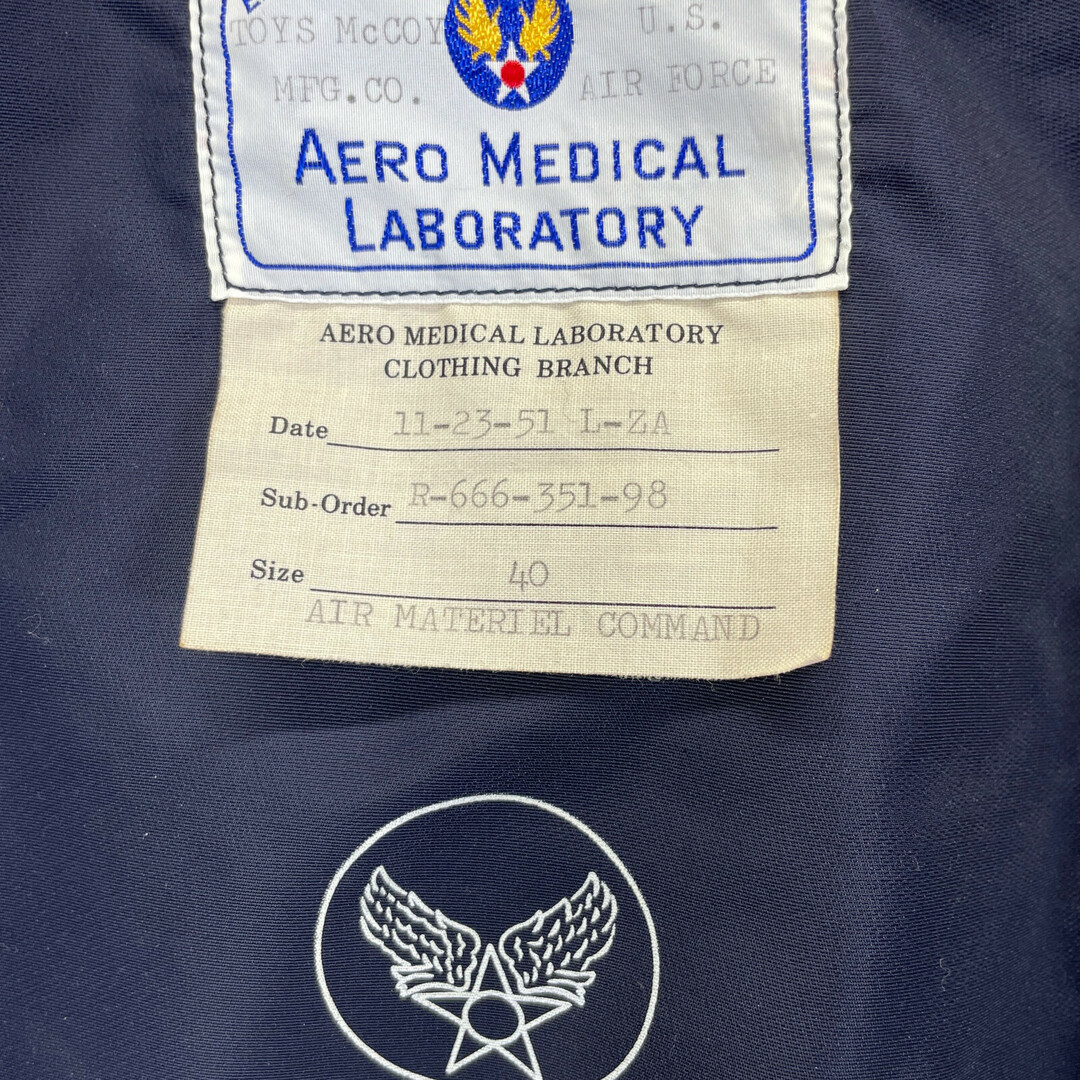 TOYS McCOY
MFG.CO.
U.S.
AIR FORCE
AERO MEDICAL
LABORATORY
AERO MEDICAL LABORATORY
CLOTHING BRANCH
Date 11-23-51 L-ZA
Sub-Order R-666-351-98
Size 40
AIR MATERIEL COMMAND